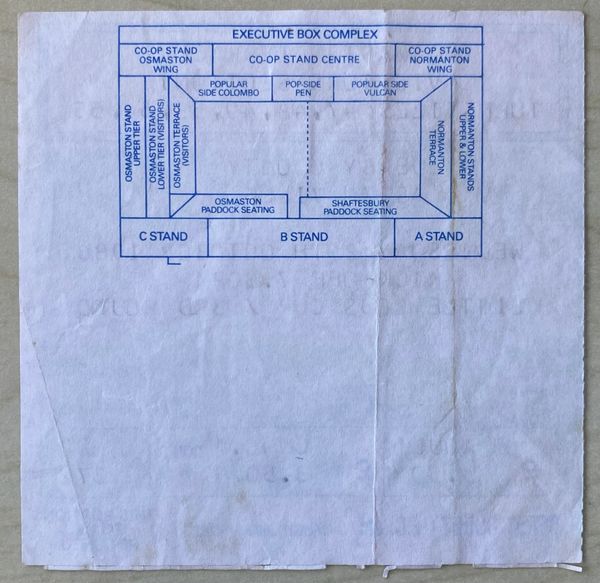 EXECUTIVE BOX COMPLEX
CO-OP STAND
OSMASTON
WING
CO-OP STAND CENTRE
CO-OP STAND
NORMANTON
WING
POPULAR
SIDE COLOMBO
POP-SIDE
PEN
POPULAR SIDE
VULCAN
OSMASTON STAND
UPPER TIER
OSMASTON STAND
LOWER TIER (VISITORS)
OSMASTON TERRACE
(VISITORS)
NORMANTON
TERRACE
NORMANTON STANDS
UPPER & LOWER
OSMASTON
PADDOCK SEATING
SHAFTESBURY
PADDOCK SEATING
C STAND
B STAND
A STAND